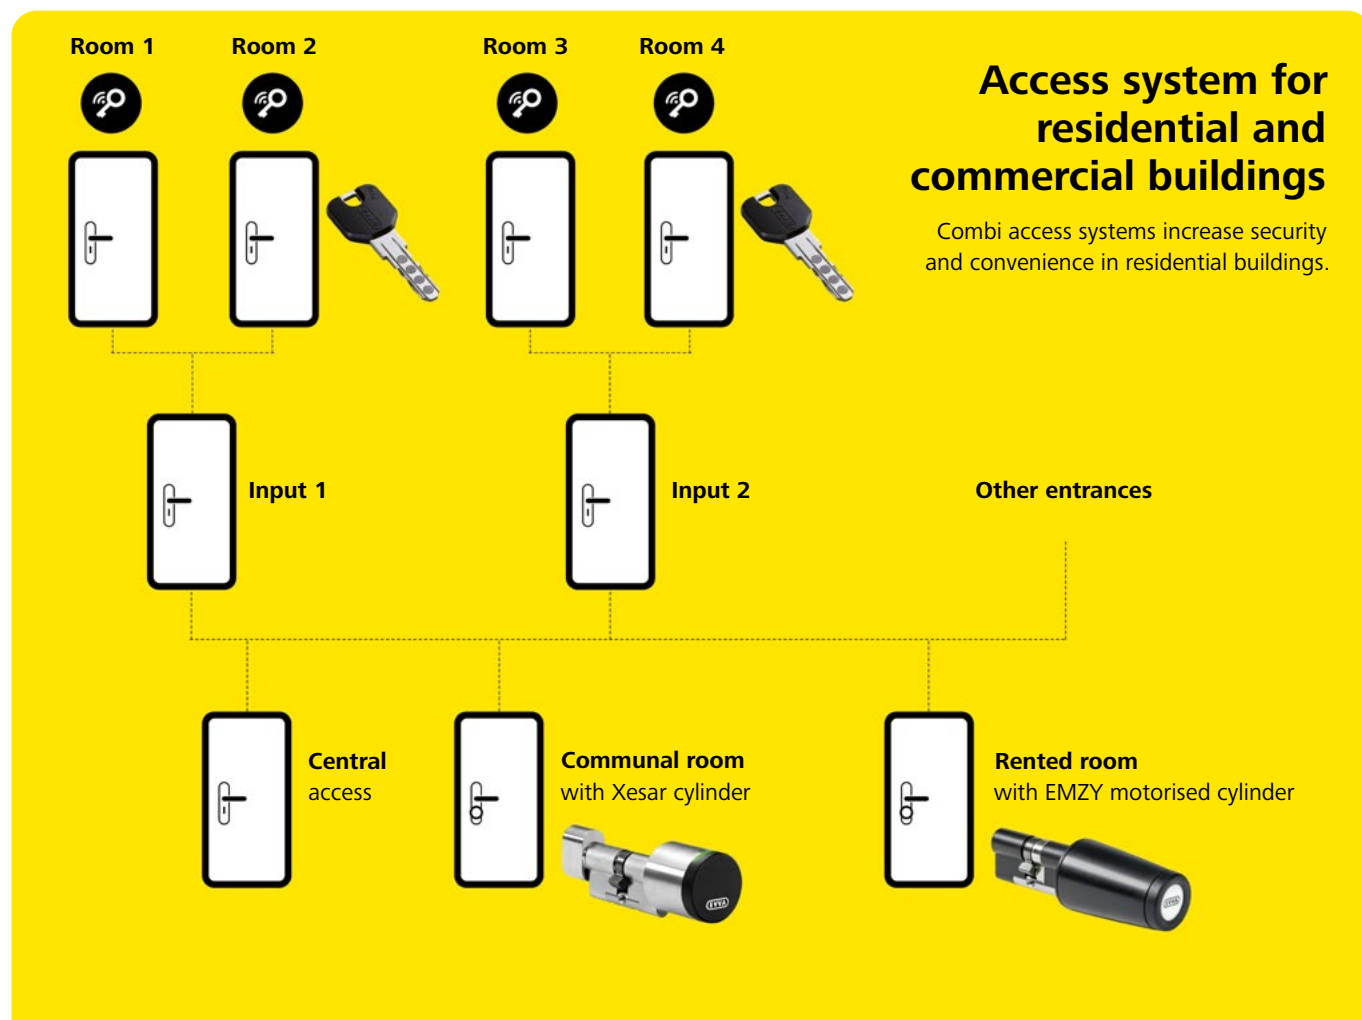 Room 1
Room 2
Room 3
Room 4
Access system for
residential and
commercial buildings
Combi access systems increase security
and convenience in residential buildings.
Input 1
Input 2
Other entrances
Central
access
Communal room
with Xesar cylinder
Rented room
with EMZY motorised cylinder
EVVA
EVVA